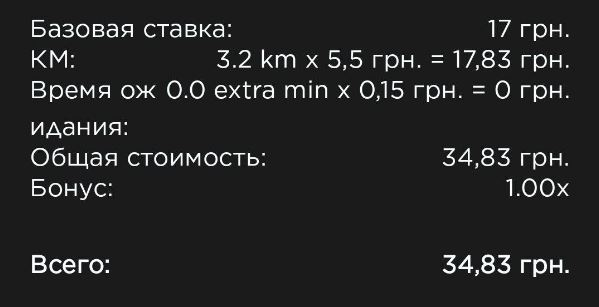 Базовая ставка: 17 грн.
КМ: 3.2 km x 5,5 грн. = 17,83 грн.
Время ож 0.0 extra min x 0,15 грн. = 0 грн.
идания:
Общая стоимость: 34,83 грн.
Бонус: 1.00x
Всего: 34,83 грн.